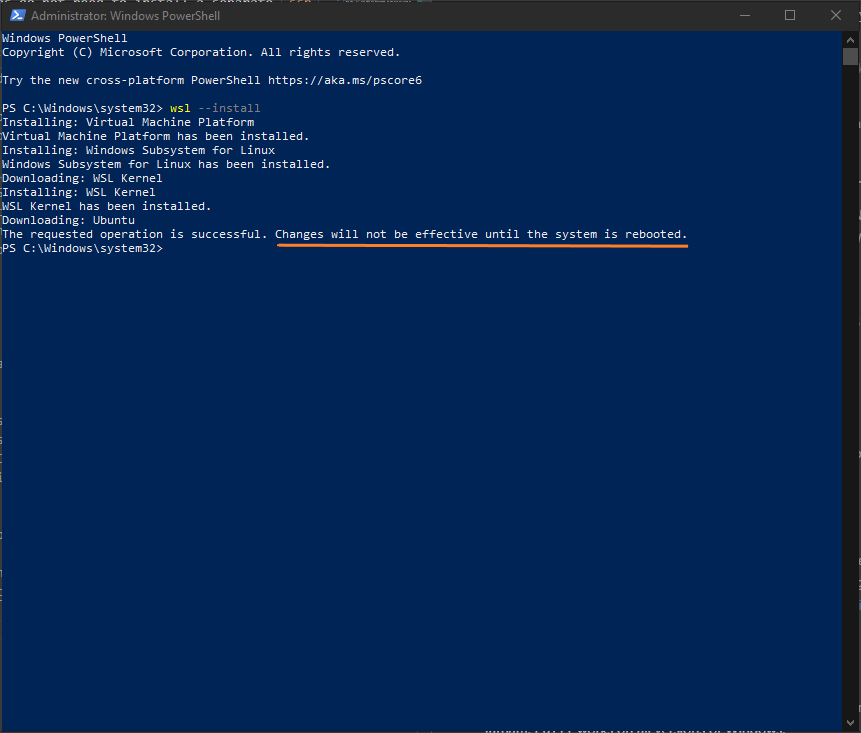 Administrator: Windows PowerShell
Windows PowerShell
Copyright (C) Microsoft Corporation. All rights reserved.
Try the new cross-platform PowerShell https://aka.ms/pscore6
PS C:\Windows\system32> wsl --install
Installing: Virtual Machine Platform
Virtual Machine Platform has been installed.
Installing: Windows Subsystem for Linux
Windows Subsystem for Linux has been installed.
Downloading: WSL Kernel
Installing: WSL Kernel
WSL Kernel has been installed.
Downloading: Ubuntu
The requested operation is successful. Changes will not be effective until the system is rebooted.
PS C:\Windows\system32>